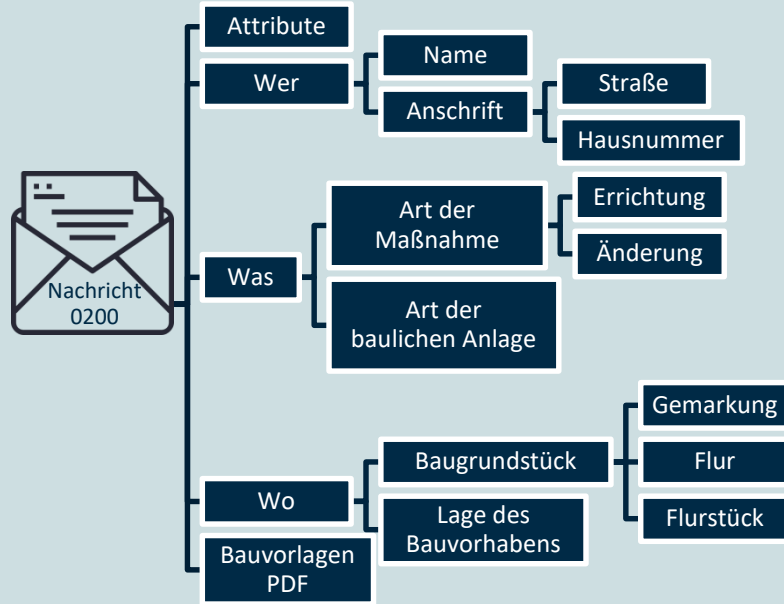 Nachricht
0200
Attribute
Wer
Name
Anschrift
Straße
Hausnummer
Was
Art der
Maßnahme
Errichtung
Änderung
Art der
baulichen Anlage
Wo
Baugrundstück
Gemarkung
Flur
Flurstück
Lage des
Bauvorhabens
Bauvorlagen
PDF